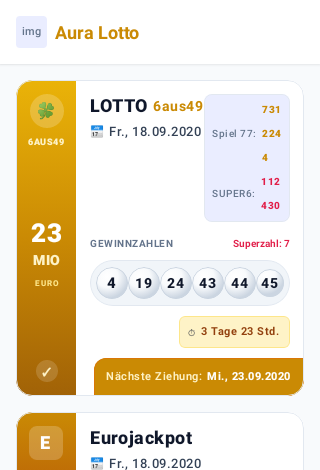 img Aura Lotto
6AUS49
23
MIO
EURO
✓
LOTTO 6aus49
Fr., 18.09.2020
Spiel 77: 731 224 4
SUPER6: 112 430
GEWINNZAHLEN Superzahl: 7
4 19 24 43 44 45
3 Tage 23 Std.
Nächste Ziehung: Mi., 23.09.2020
E
Eurojackpot
Fr., 18.09.2020